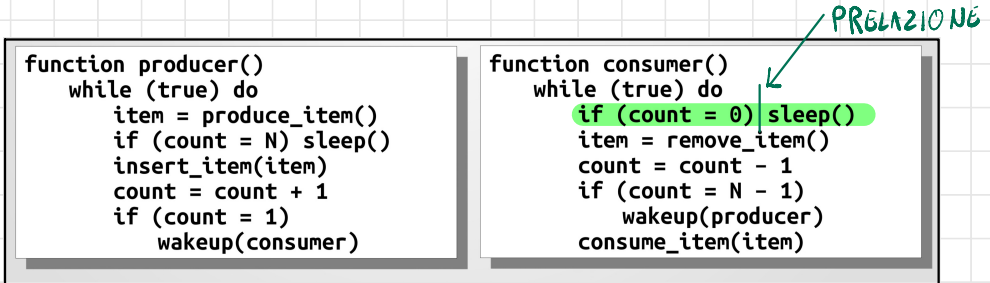 PRELAZIONE
function producer()
while (true) do
item = produce_item()
if (count = N) sleep()
insert_item(item)
count = count + 1
if (count = 1)
wakeup(consumer)
function consumer()
while (true) do
if (count = 0) sleep()
item = remove_item()
count = count - 1
if (count = N - 1)
wakeup(producer)
consume_item(item)